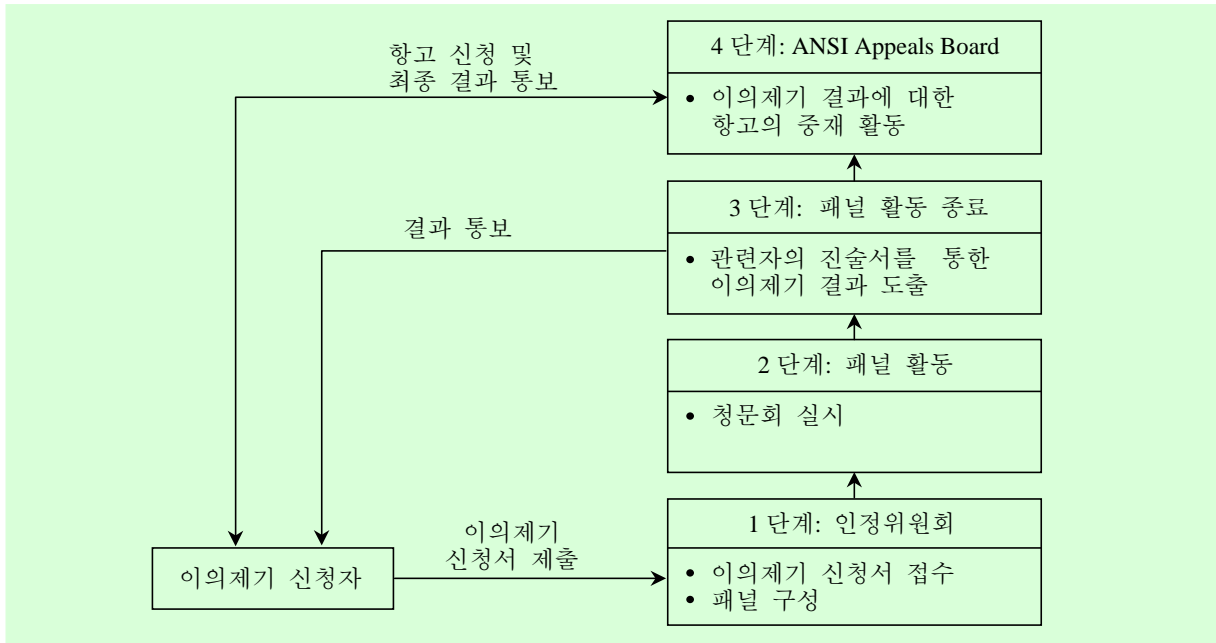 항고 신청 및
최종 결과 통보
4 단계: ANSI Appeals Board
• 이의제기 결과에 대한
항고의 중재 활동
결과 통보
3 단계: 패널 활동 종료
• 관련자의 진술서를 통한
이의제기 결과 도출
2 단계: 패널 활동
• 청문회 실시
이의제기 신청자
이의제기
신청서 제출
1 단계: 인정위원회
• 이의제기 신청서 접수
• 패널 구성